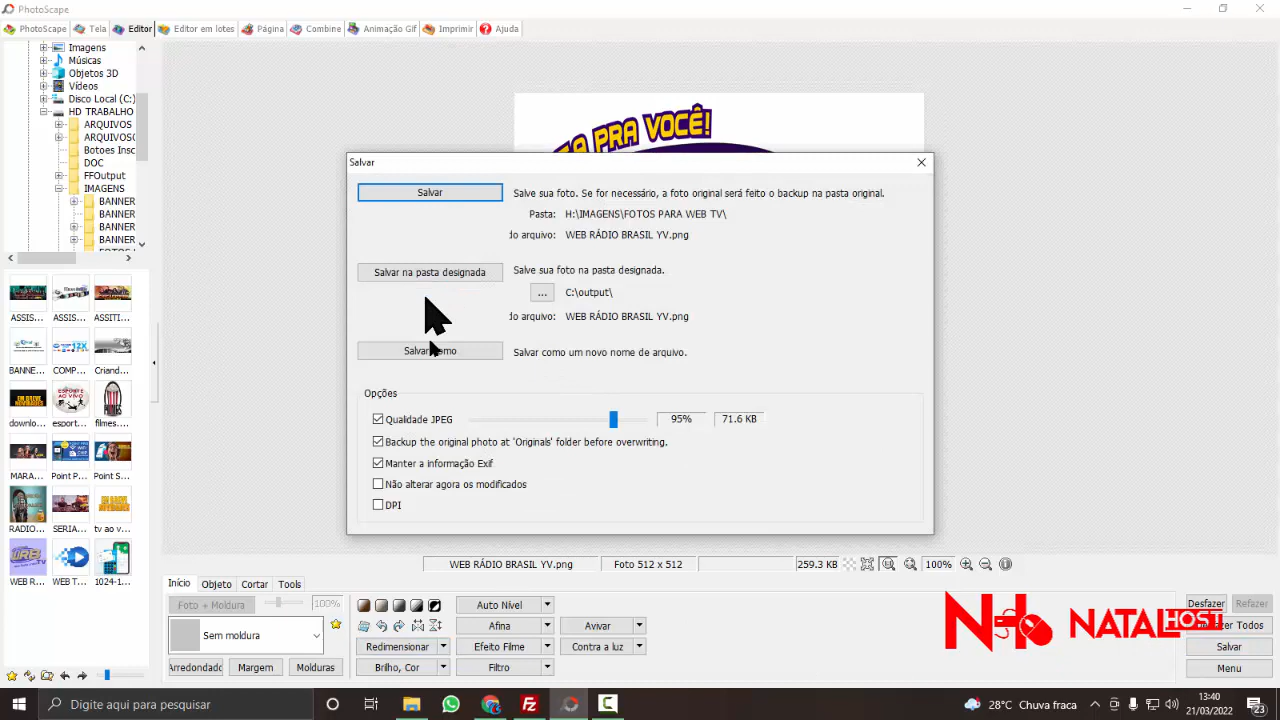 PhotoScape
PhotoScape Tela Editor Editor em lotes Página Combine Animação Gif Imprimir Ajuda
Imagens
Músicas
Objetos 3D
Vídeos
Disco Local (C:)
HD TRABALHO
ARQUIVOS
ARQUIVOS
Botoes Insc
DOC
FFOutput
IMAGENS
BANNER
BANNER
BANNER
BANNER
PRA VOCÊ!
Salvar
Salvar Salve sua foto. Se for necessário, a foto original será feito o backup na pasta original.
Pasta: H:\IMAGENS\FOTOS PARA WEB TV\
do arquivo: WEB RÁDIO BRASIL YV.png
Salvar na pasta designada Salve sua foto na pasta designada.
... C:\output\
do arquivo: WEB RÁDIO BRASIL YV.png
Salvar como Salvar como um novo nome de arquivo.
Opções
Qualidade JPEG 95% 71.6 KB
Backup the original photo at 'Originals' folder before overwriting.
Manter a informação Exif
Não alterar agora os modificados
DPI
ASSIS... ASSIS... ASSITI...
BANNE... COMP... Criand...
downlo... esport... filmes...
MARA... Point P... Point S...
RADIO... SERIA... tv ao v...
WEB R... WEB T... 1024-1...
WEB RÁDIO BRASIL YV.png Foto 512 x 512 259.3 KB 100%
Início Objeto Cortar Tools
Foto + Moldura 100%
Sem moldura
Arredondado Margem Molduras
Auto Nível
Afina Avivar
Redimensionar Efeito Filme Contra a luz
Brilho, Cor Filtro
Desfazer Refazer
Desfazer Todos
Salvar
Menu
NATAL HOST
Digite aqui para pesquisar
28°C Chuva fraca
13:40
21/03/2022
23